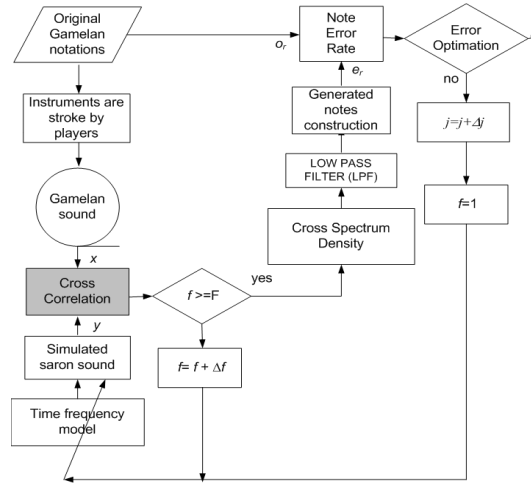 Original
Gamelan
notations
Note
Error
Rate
Error
Optimation
o_r
e_r
no
Instruments are
stroke by
players
Generated
notes
construction
j=j+Δj
LOW PASS
FILTER (LPF)
Gamelan
sound
f=1
Cross Spectrum
Density
x
yes
Cross
Correlation
f >=F
y
Simulated
saron sound
f= f + Δf
Time frequency
model